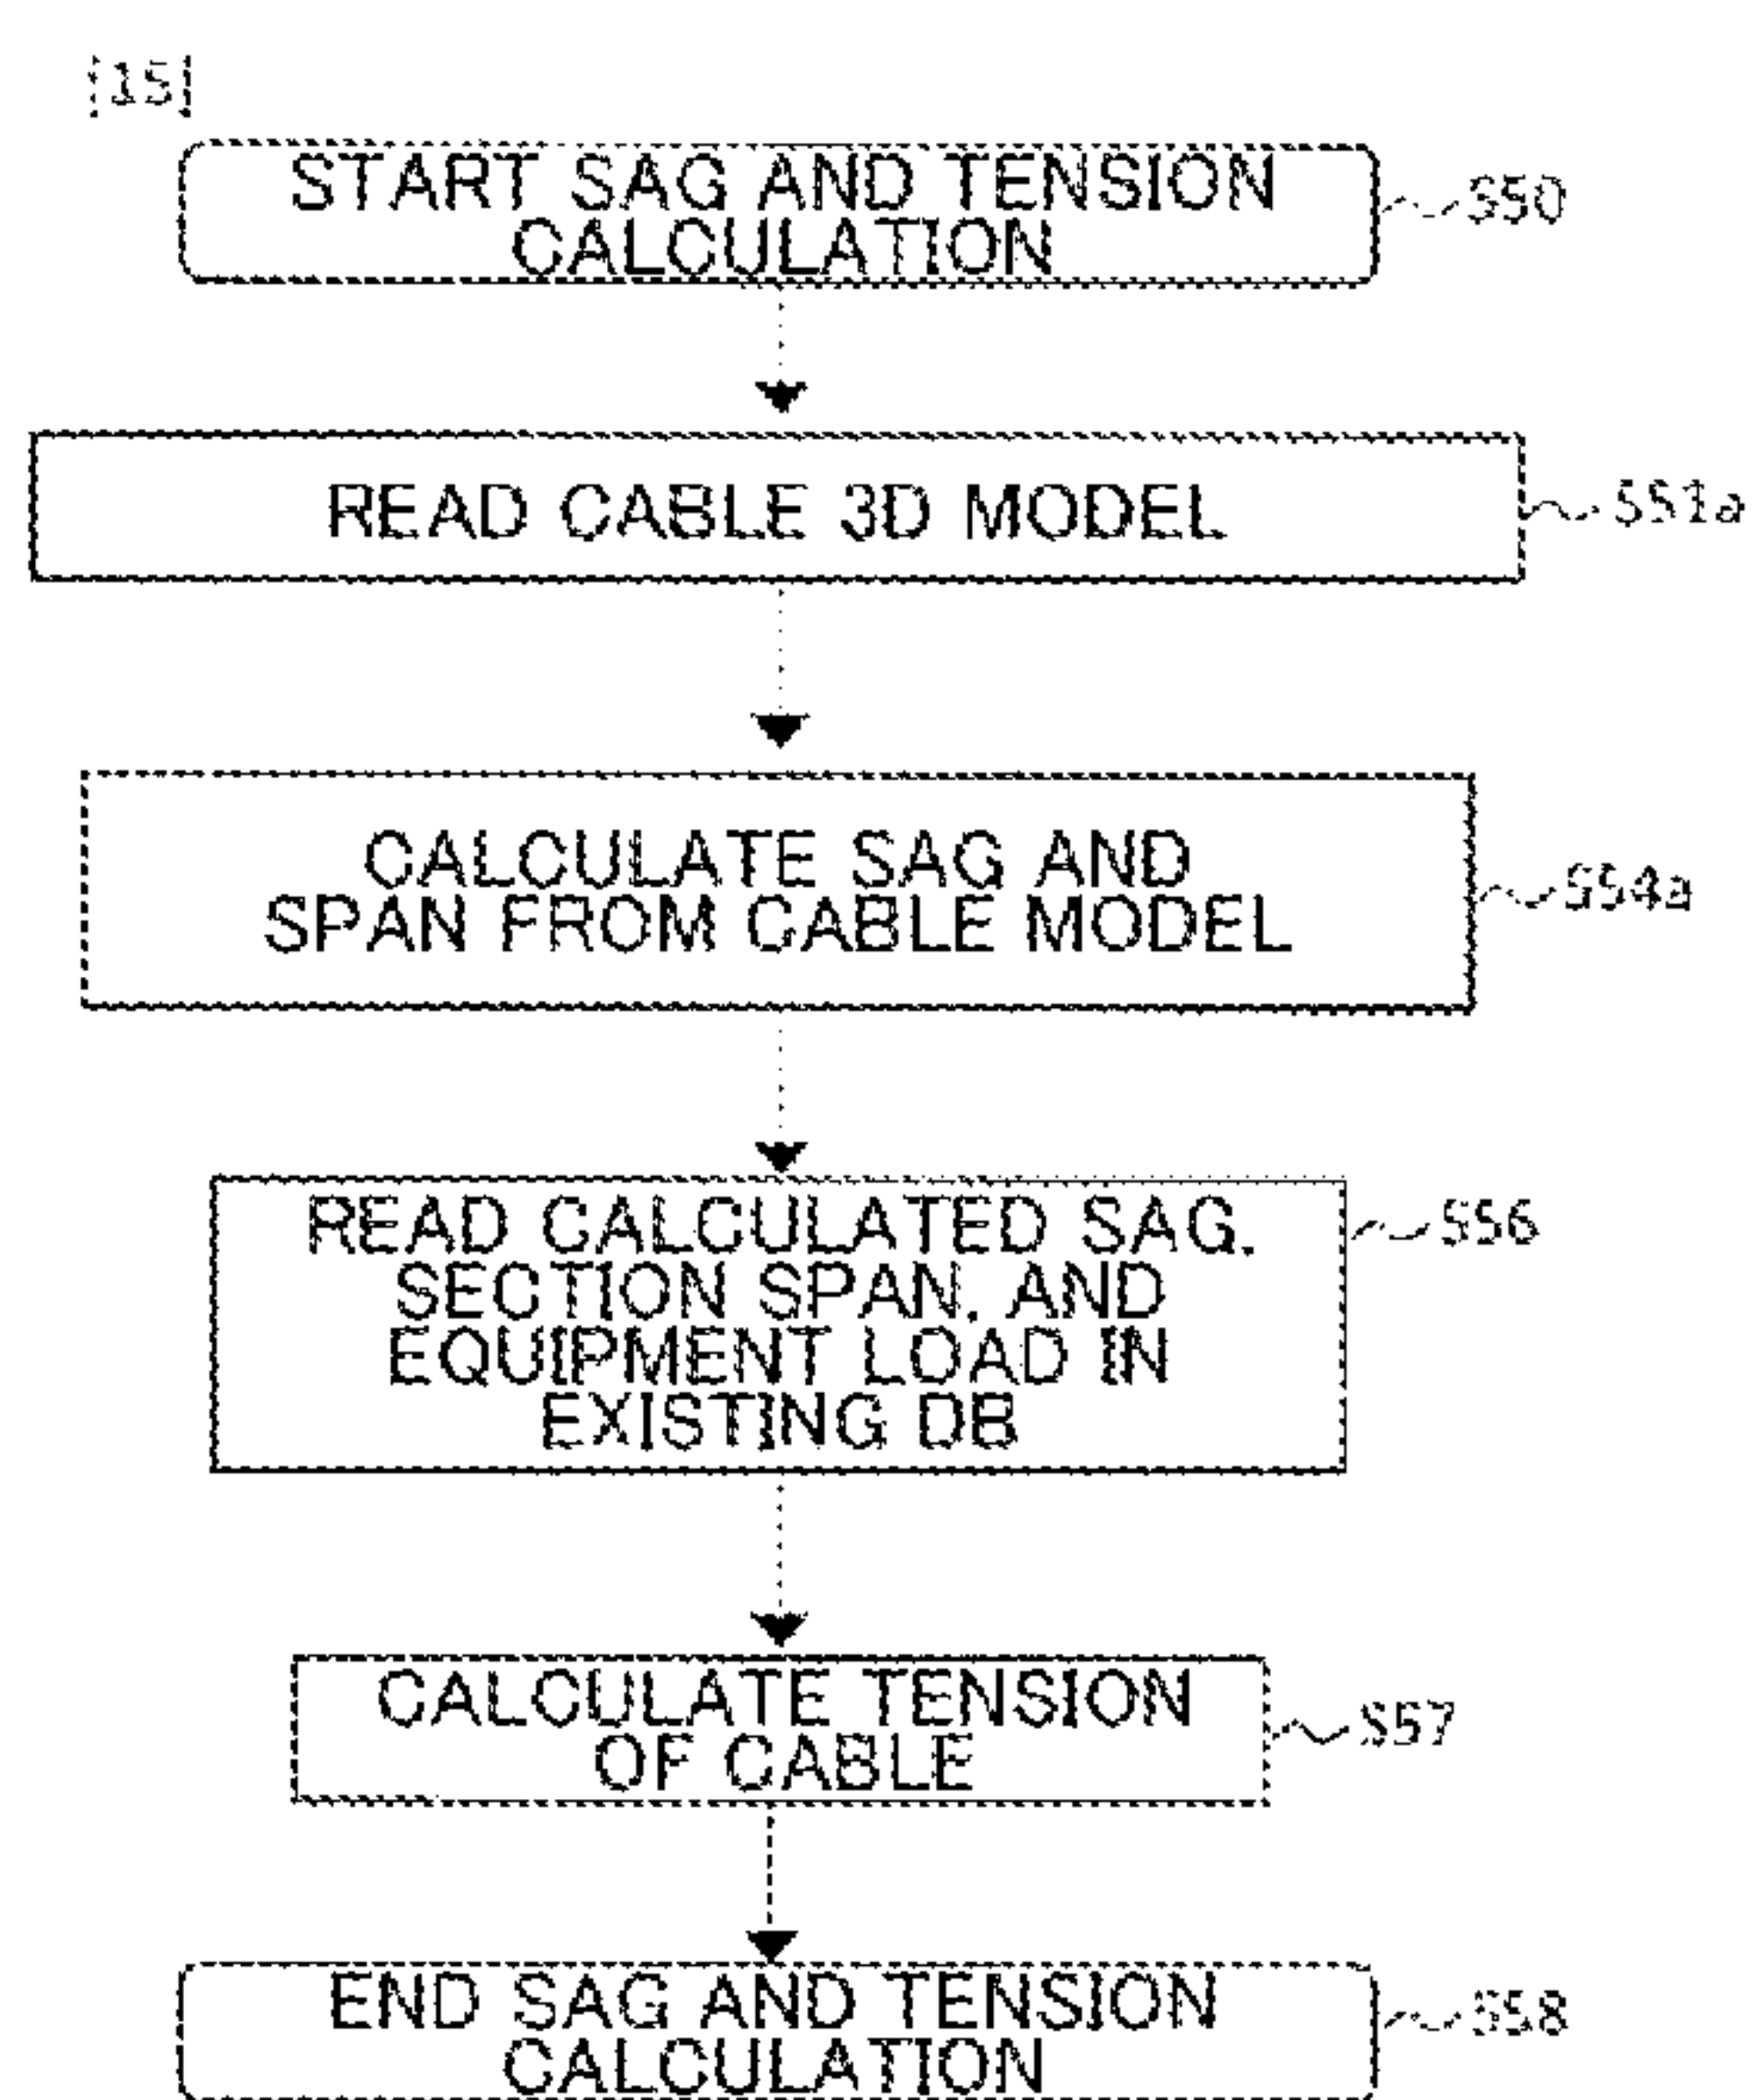 [15]
START SAG AND TENSION
CALCULATION
S50
READ CABLE 3D MODEL
S51a
CALCULATE SAG AND
SPAN FROM CABLE MODEL
S54a
READ CALCULATED SAG,
SECTION SPAN, AND
EQUIPMENT LOAD IN
EXISTING DB
S56
CALCULATE TENSION
OF CABLE
S57
END SAG AND TENSION
CALCULATION
S58